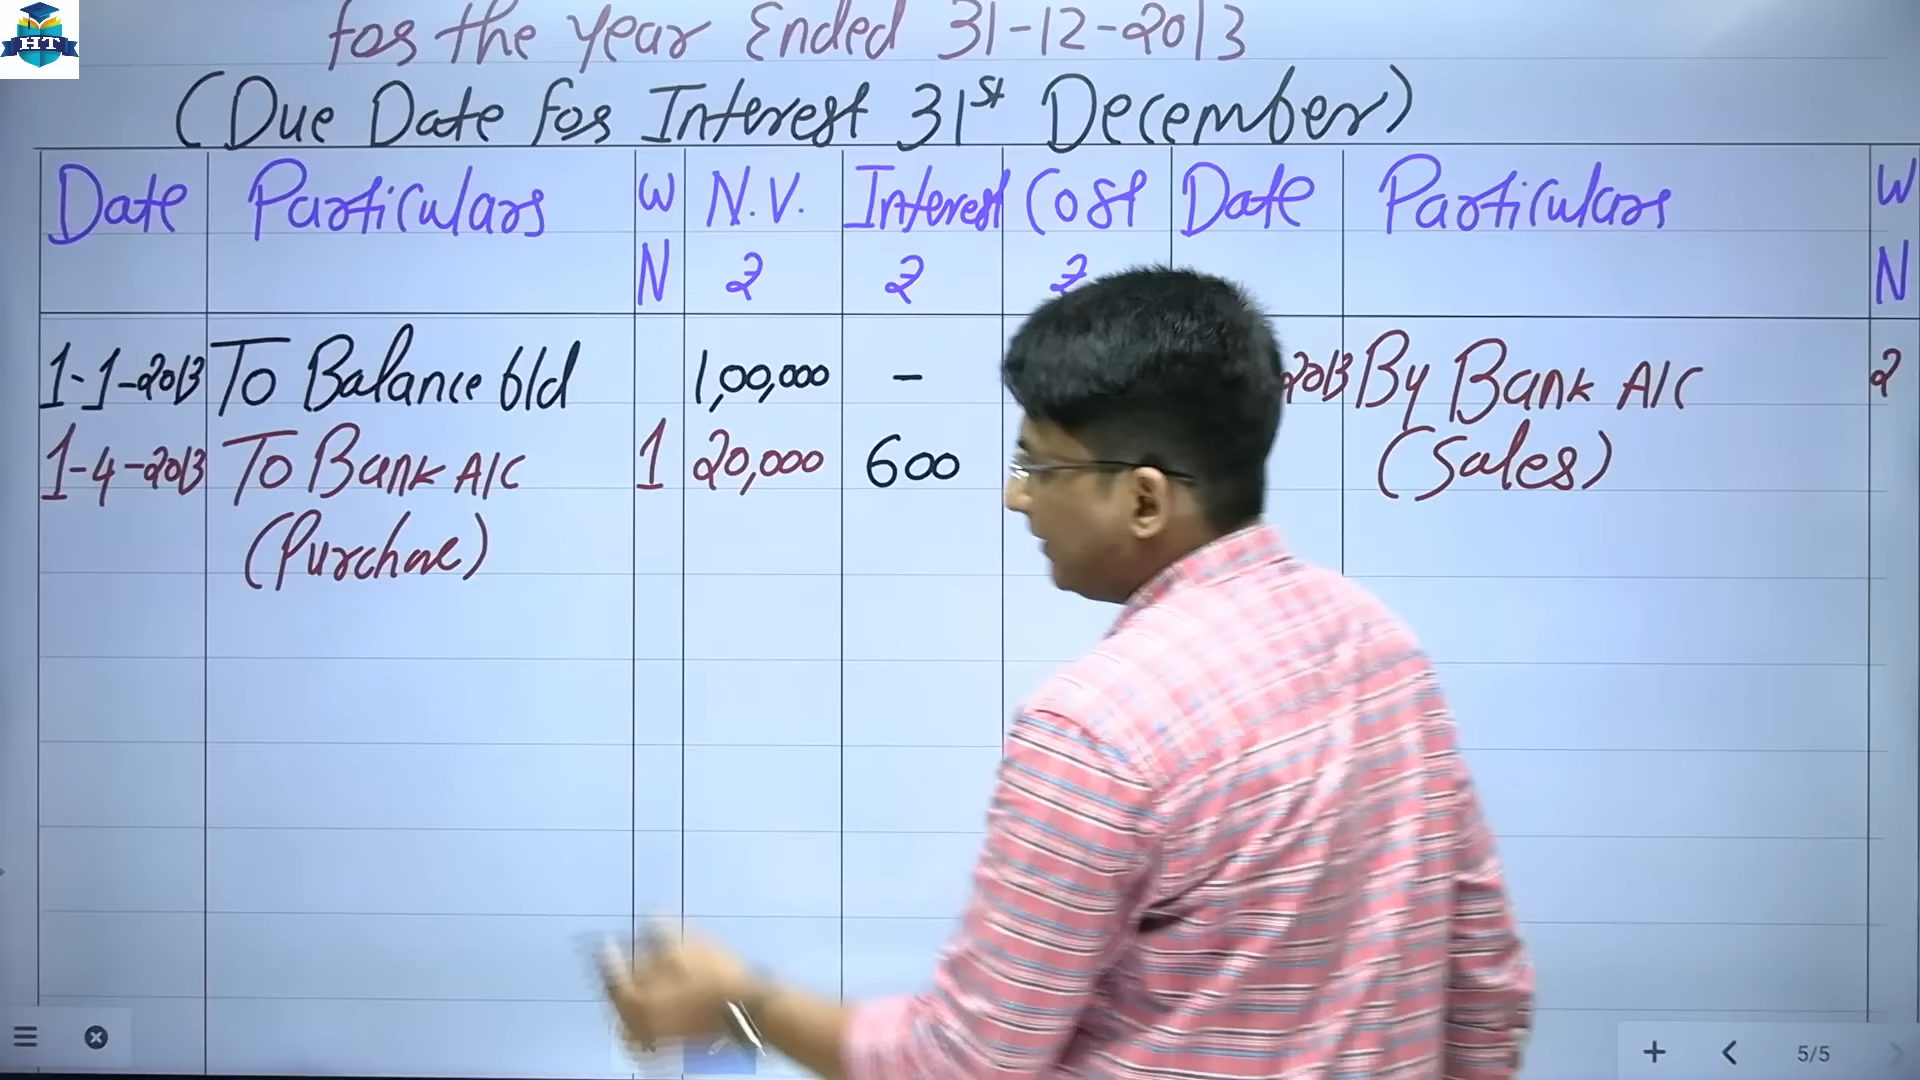 HT
for the year Ended 31-12-2013
(Due Date for Interest 31st December)
Date Particulars W N N.V. ₹ Interest ₹ Cost ₹ Date Particulars W N
1-1-2013 To Balance b/d 1,00,000 - 2013 By Bank A/C 2
1-4-2013 To Bank A/C 1 20,000 600 (Sales)
(Purchase)
5/5